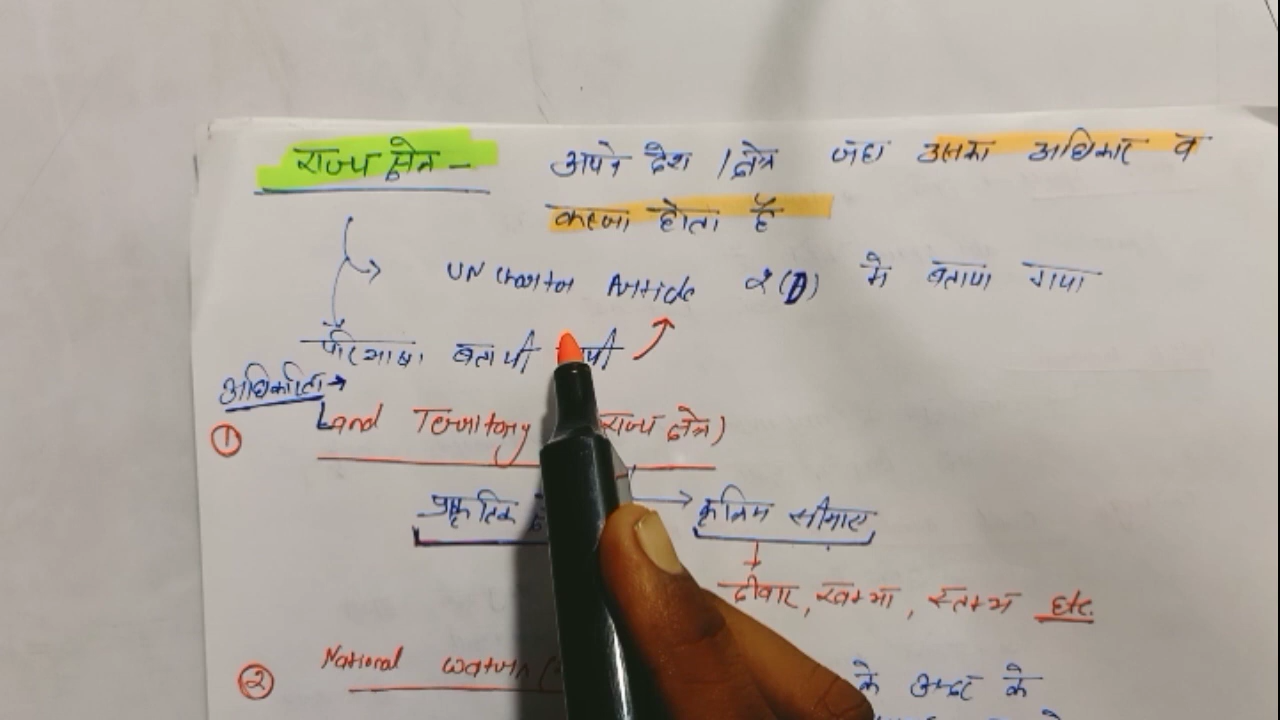 राज्य क्षेत्र - अपने देश / क्षेत्र जहा उसका अधिकार व
कब्जा होता है
UN Charter Article 2(D) मे बताया गया
परिभाषा बतायी
अधिकारिता →
① Land Territory राज्य क्षेत्र)
प्राकृतिक → कृत्रिम सीमाए
दीवार, खम्भा, स्तम्भ Etc.
② National के अन्दर के